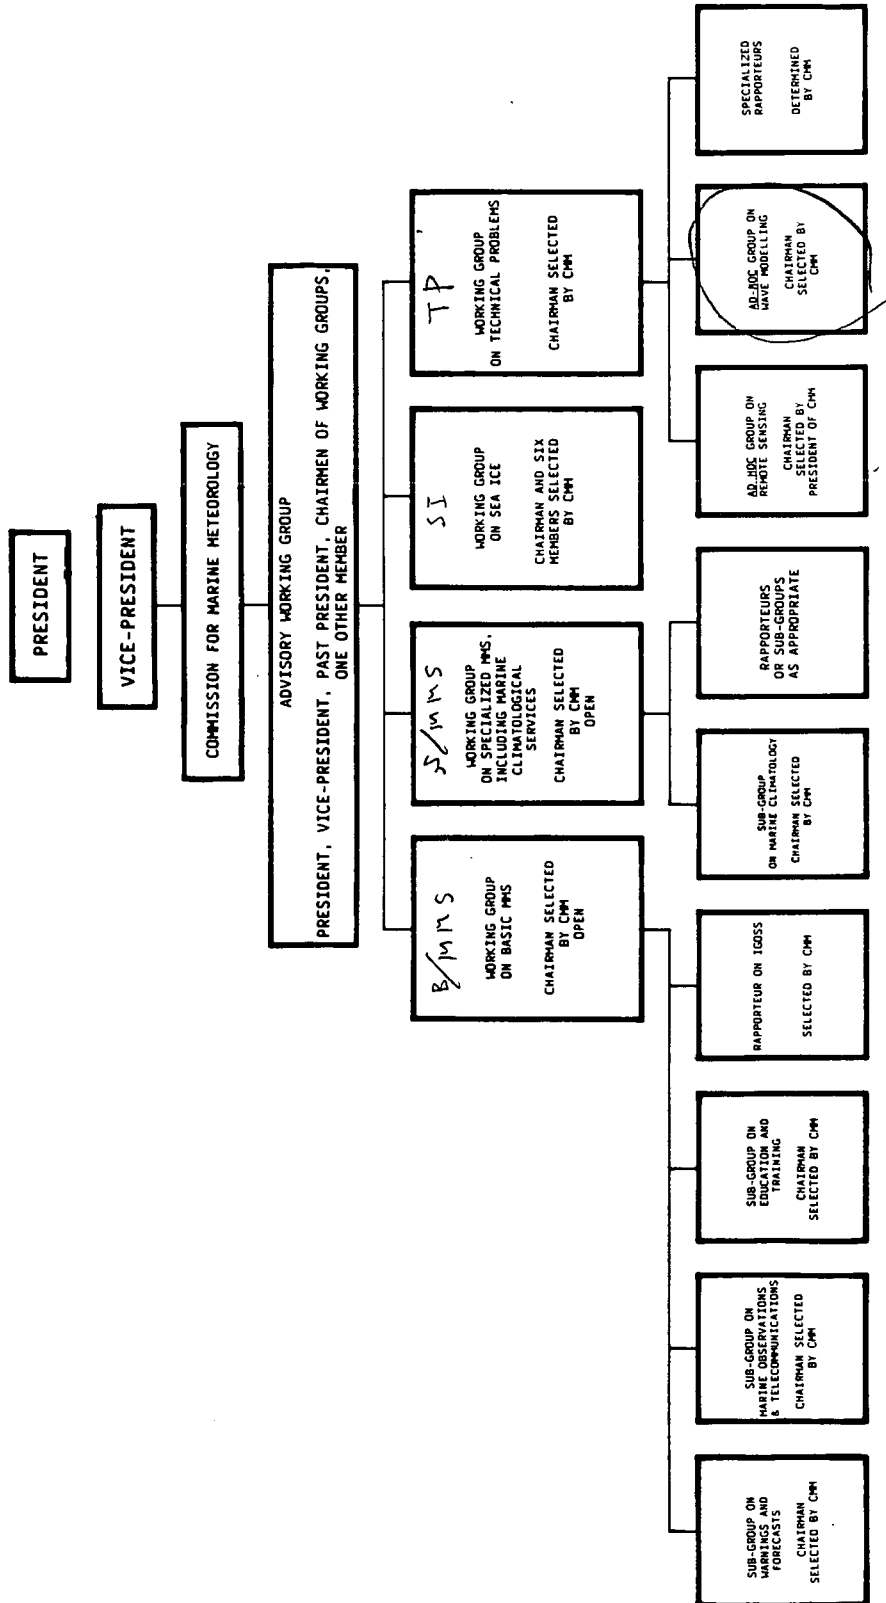 PRESIDENT
VICE-PRESIDENT
COMMISSION FOR MARINE METEOROLOGY
ADVISORY WORKING GROUP
PRESIDENT, VICE-PRESIDENT, PAST PRESIDENT, CHAIRMEN OF WORKING GROUPS,
ONE OTHER MEMBER
B/MMS
WORKING GROUP
ON BASIC MMS
CHAIRMAN SELECTED
BY CMM
OPEN
S/MMS
WORKING GROUP
ON SPECIALIZED MMS,
INCLUDING MARINE
CLIMATOLOGICAL
SERVICES
CHAIRMAN SELECTED
BY CMM
OPEN
SI
WORKING GROUP
ON SEA ICE
CHAIRMAN AND SIX
MEMBERS SELECTED
BY CMM
TP
WORKING GROUP
ON TECHNICAL PROBLEMS
CHAIRMAN SELECTED
BY CMM
SUB-GROUP ON
WARNINGS AND
FORECASTS
CHAIRMAN
SELECTED BY CMM
SUB-GROUP ON
MARINE OBSERVATIONS
& TELECOMMUNICATIONS
CHAIRMAN SELECTED
BY CMM
SUB-GROUP ON
EDUCATION AND
TRAINING
CHAIRMAN
SELECTED BY CMM
RAPPORTEUR ON IGOSS
SELECTED BY CMM
SUB-GROUP
ON MARINE CLIMATOLOGY
CHAIRMAN SELECTED
BY CMM
RAPPORTEURS
OR SUB-GROUPS
AS APPROPRIATE
AD HOC GROUP ON
REMOTE SENSING
CHAIRMAN
SELECTED BY
PRESIDENT OF CMM
AD-HOC GROUP ON
WAVE MODELLING
CHAIRMAN
SELECTED BY
CMM
SPECIALIZED
RAPPORTEURS
DETERMINED
BY CMM